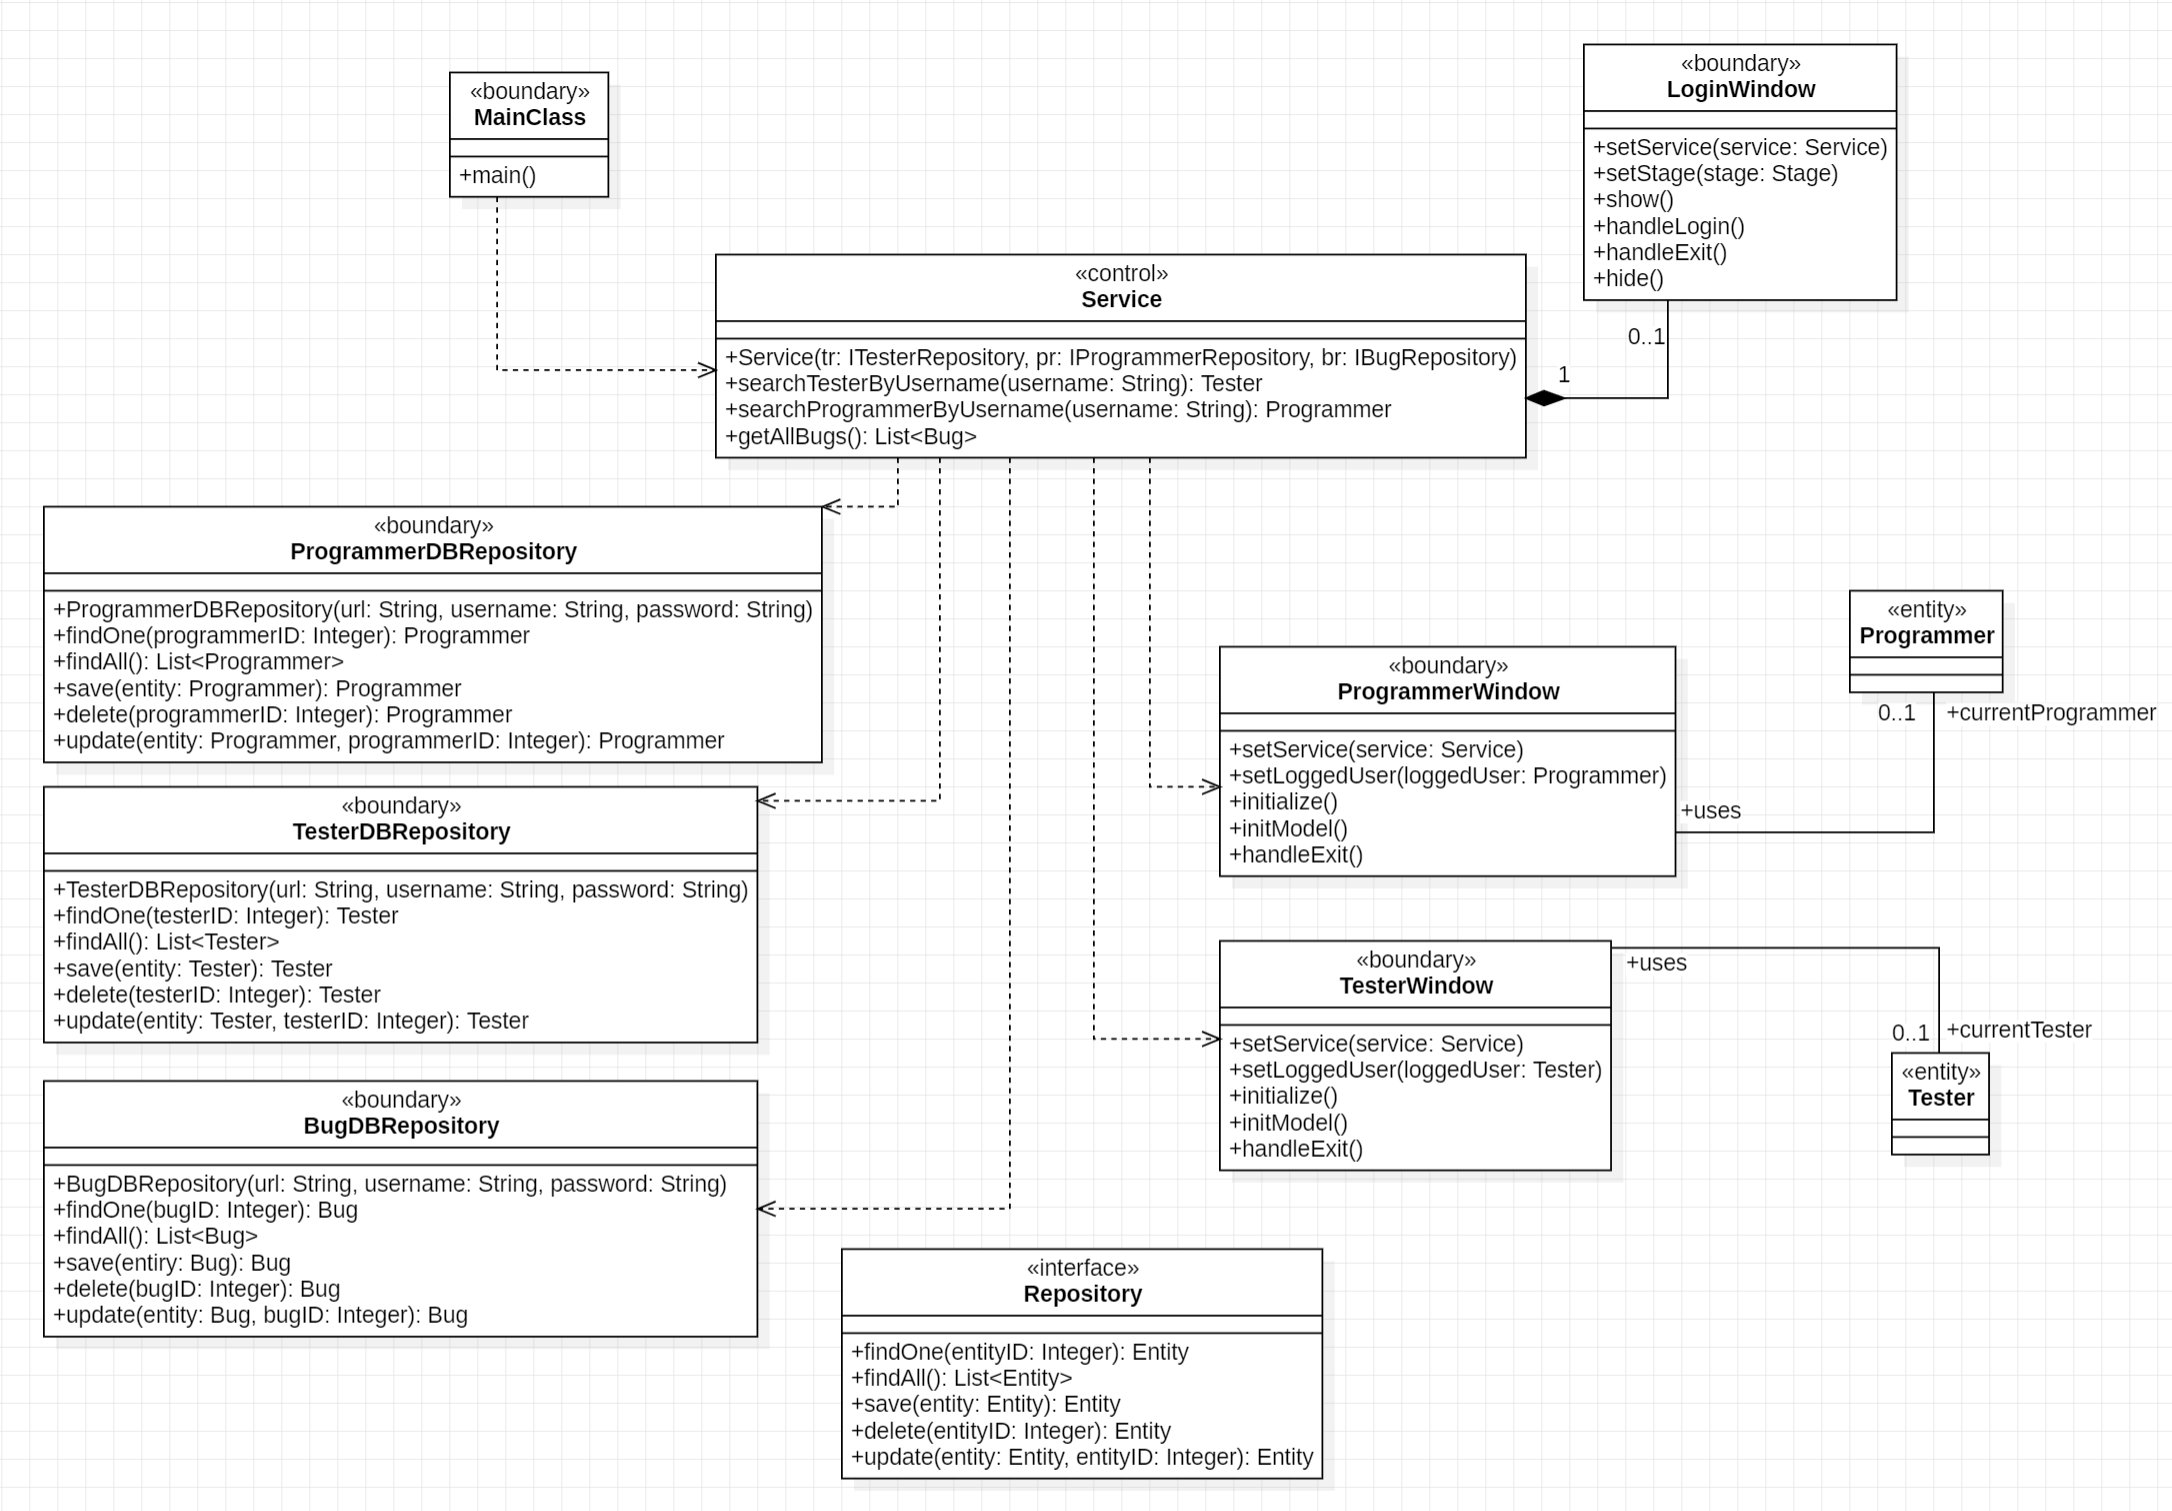 «boundary»
MainClass
+main()
«boundary»
LoginWindow
+setService(service: Service)
+setStage(stage: Stage)
+show()
+handleLogin()
+handleExit()
+hide()
0..1
1
«control»
Service
+Service(tr: ITesterRepository, pr: IProgrammerRepository, br: IBugRepository)
+searchTesterByUsername(username: String): Tester
+searchProgrammerByUsername(username: String): Programmer
+getAllBugs(): List<Bug>
«boundary»
ProgrammerDBRepository
+ProgrammerDBRepository(url: String, username: String, password: String)
+findOne(programmerID: Integer): Programmer
+findAll(): List<Programmer>
+save(entity: Programmer): Programmer
+delete(programmerID: Integer): Programmer
+update(entity: Programmer, programmerID: Integer): Programmer
«boundary»
ProgrammerWindow
+setService(service: Service)
+setLoggedUser(loggedUser: Programmer)
+initialize()
+initModel()
+handleExit()
«entity»
Programmer
0..1
+currentProgrammer
+uses
«boundary»
TesterDBRepository
+TesterDBRepository(url: String, username: String, password: String)
+findOne(testerID: Integer): Tester
+findAll(): List<Tester>
+save(entity: Tester): Tester
+delete(testerID: Integer): Tester
+update(entity: Tester, testerID: Integer): Tester
«boundary»
TesterWindow
+setService(service: Service)
+setLoggedUser(loggedUser: Tester)
+initialize()
+initModel()
+handleExit()
+uses
0..1
+currentTester
«entity»
Tester
«boundary»
BugDBRepository
+BugDBRepository(url: String, username: String, password: String)
+findOne(bugID: Integer): Bug
+findAll(): List<Bug>
+save(entiry: Bug): Bug
+delete(bugID: Integer): Bug
+update(entity: Bug, bugID: Integer): Bug
«interface»
Repository
+findOne(entityID: Integer): Entity
+findAll(): List<Entity>
+save(entity: Entity): Entity
+delete(entityID: Integer): Entity
+update(entity: Entity, entityID: Integer): Entity